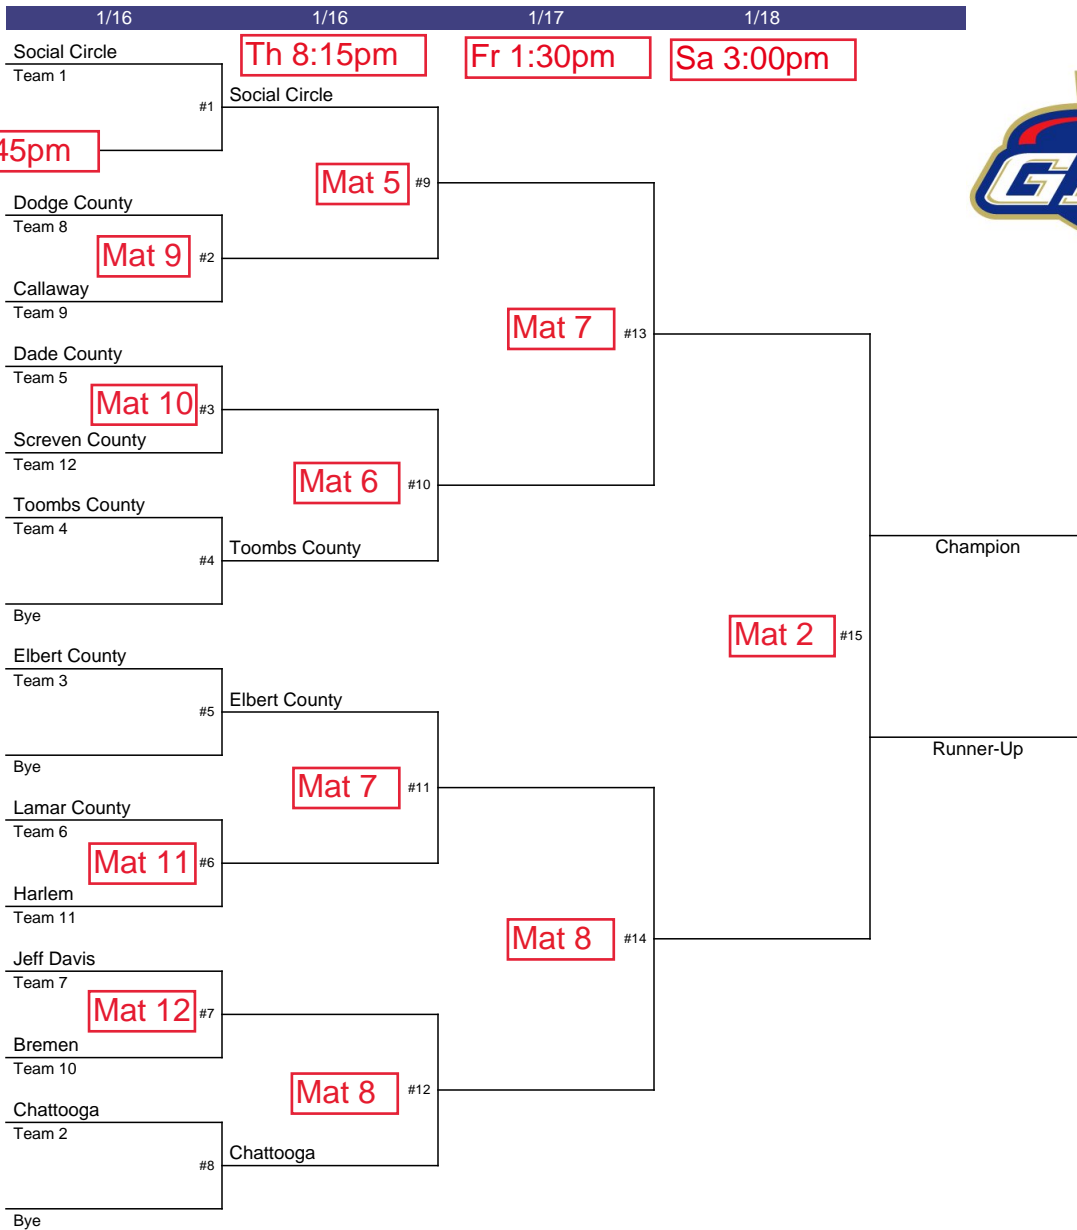 1/16 1/16 1/17 1/18
Th 8:15pm Fr 1:30pm Sa 3:00pm
Social Circle
Team 1
#1 Social Circle
45pm
Mat 5 #9
Dodge County
Team 8
Mat 9 #2
Callaway
Team 9
Mat 7 #13
Dade County
Team 5
Mat 10 #3
Screven County
Team 12
Mat 6 #10
Toombs County
Team 4
#4 Toombs County
Champion
Bye
Mat 2 #15
Elbert County
Team 3
#5 Elbert County
Runner-Up
Bye
Mat 7 #11
Lamar County
Team 6
Mat 11 #6
Harlem
Team 11
Mat 8 #14
Jeff Davis
Team 7
Mat 12 #7
Bremen
Team 10
Mat 8 #12
Chattooga
Team 2
#8 Chattooga
Bye